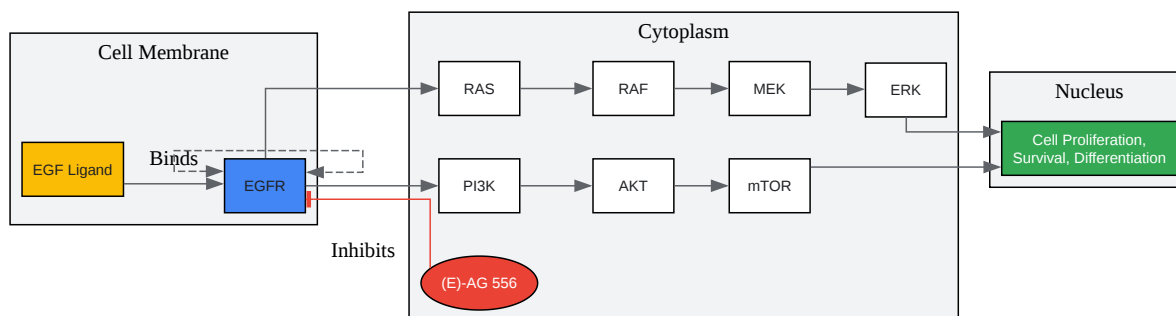 Cell Membrane
EGF Ligand
Binds
EGFR
Inhibits
Cytoplasm
RAS
RAF
MEK
ERK
PI3K
AKT
mTOR
(E)-AG 556
Nucleus
Cell Proliferation,
Survival, Differentiation